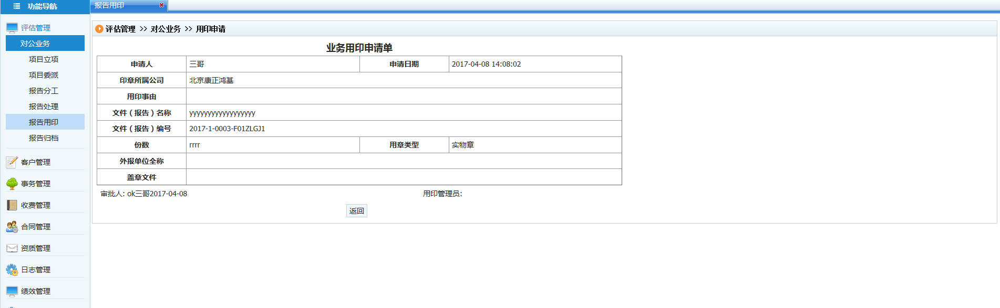 功能导航
报告用印
评估管理
对公业务
项目立项
项目委派
报告分工
报告处理
报告用印
报告归档
客户管理
事务管理
收费管理
合同管理
资质管理
日志管理
绩效管理
评估管理 >> 对公业务 >> 用印申请
业务用印申请单
申请人 三哥 申请日期 2017-04-08 14:08:02
印章所属公司 北京康正鸿基
用印事由
文件（报告）名称 yyyyyyyyyyyyyyyyyy
文件（报告）编号 2017-1-0003-F01ZLGJ1
份数 rrrr 用章类型 实物章
外报单位全称
盖章文件
审批人: ok三哥2017-04-08 用印管理员:
返回